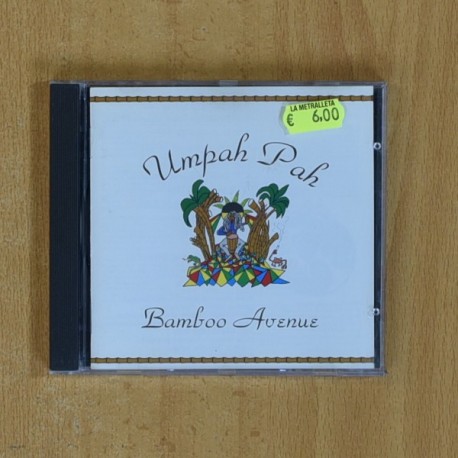 LA METRALLETA
€ 6,00
Umpah Pah
Bamboo Avenue